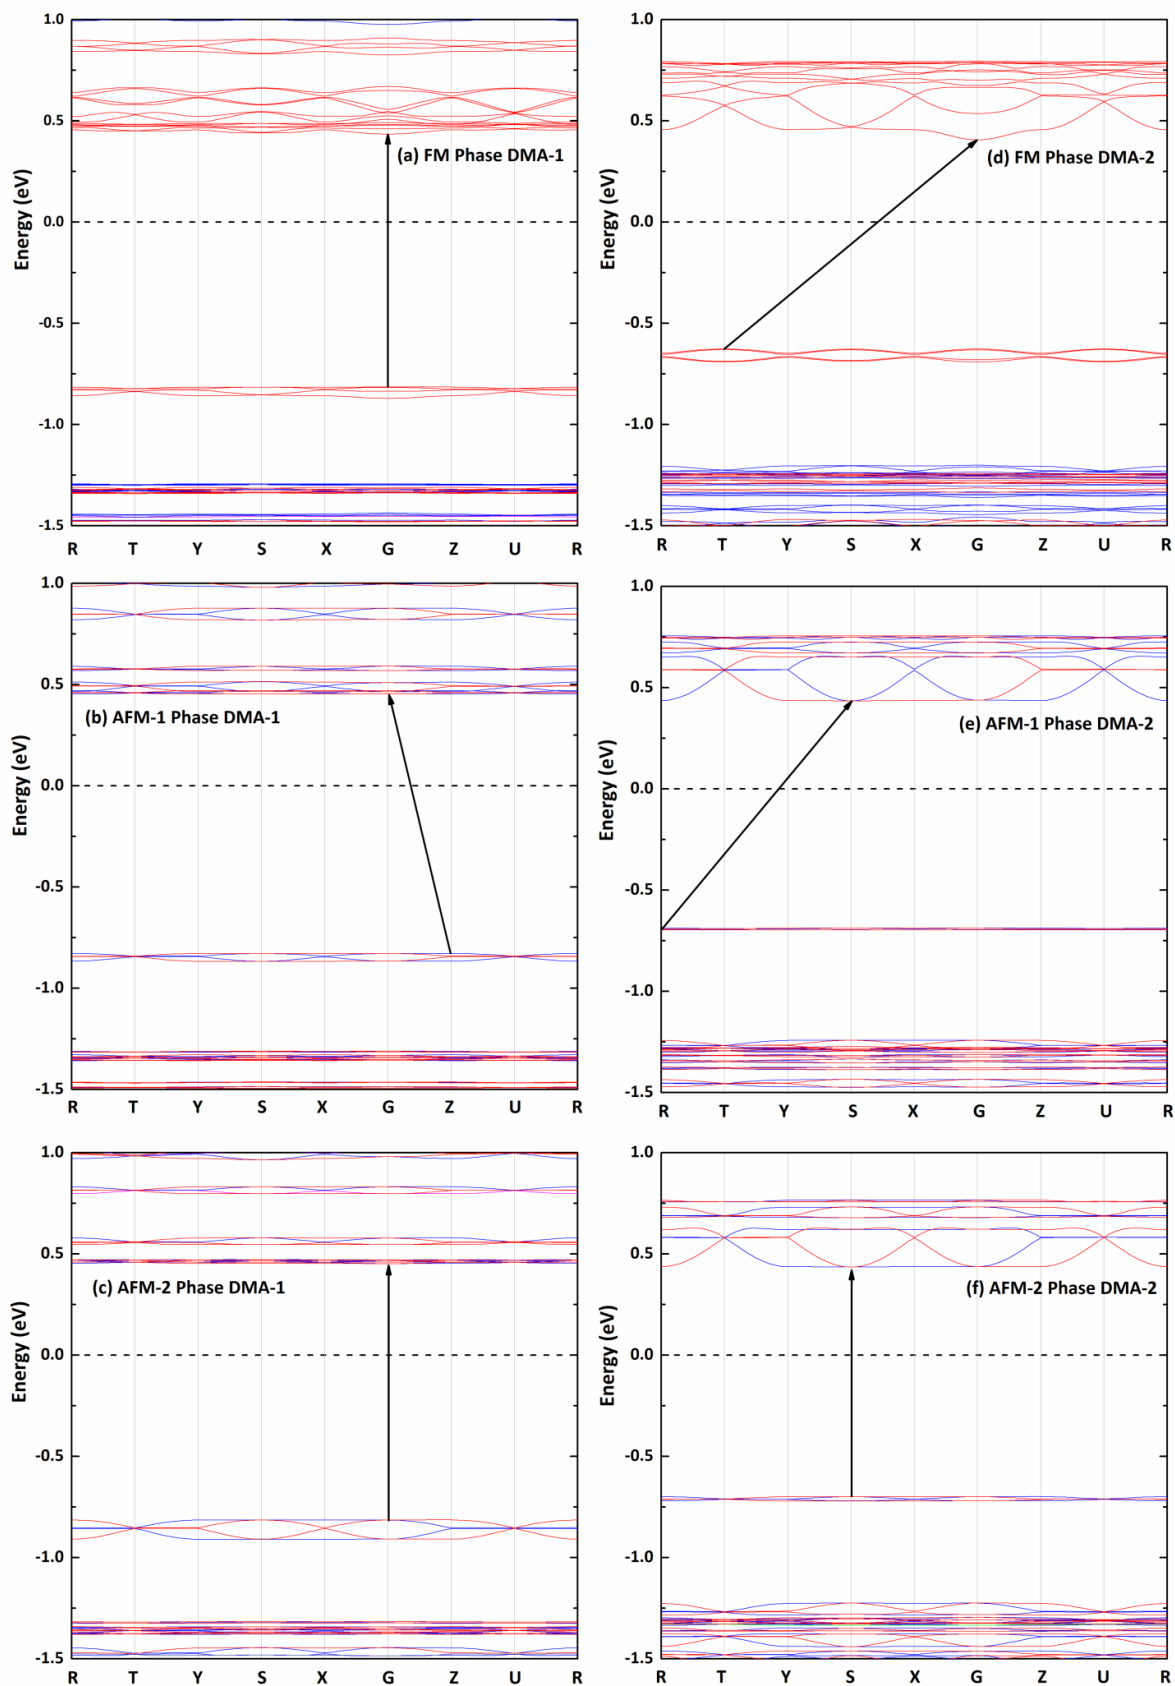 1.0
0.5
0.0
-0.5
-1.0
-1.5
Energy (eV)
(a) FM Phase DMA-1
R T Y S X G Z U R
1.0
0.5
0.0
-0.5
-1.0
-1.5
Energy (eV)
(d) FM Phase DMA-2
R T Y S X G Z U R
1.0
0.5
0.0
-0.5
-1.0
-1.5
Energy (eV)
(b) AFM-1 Phase DMA-1
R T Y S X G Z U R
1.0
0.5
0.0
-0.5
-1.0
-1.5
Energy (eV)
(e) AFM-1 Phase DMA-2
R T Y S X G Z U R
1.0
0.5
0.0
-0.5
-1.0
-1.5
Energy (eV)
(c) AFM-2 Phase DMA-1
R T Y S X G Z U R
1.0
0.5
0.0
-0.5
-1.0
-1.5
Energy (eV)
(f) AFM-2 Phase DMA-2
R T Y S X G Z U R